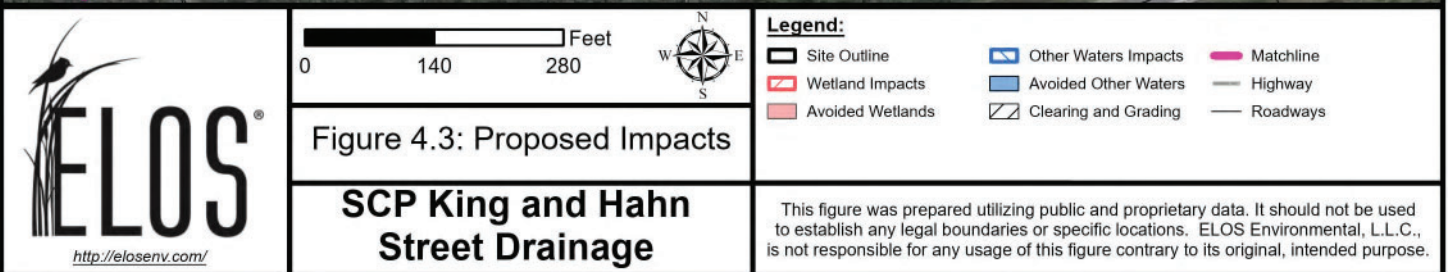 ELOS®
http://elosenv.com/
Feet
0 140 280
N
W E
S
Figure 4.3: Proposed Impacts
SCP King and Hahn
Street Drainage
Legend:
Site Outline
Wetland Impacts
Avoided Wetlands
Other Waters Impacts
Avoided Other Waters
Clearing and Grading
Matchline
Highway
Roadways
This figure was prepared utilizing public and proprietary data. It should not be used
to establish any legal boundaries or specific locations. ELOS Environmental, L.L.C.,
is not responsible for any usage of this figure contrary to its original, intended purpose.